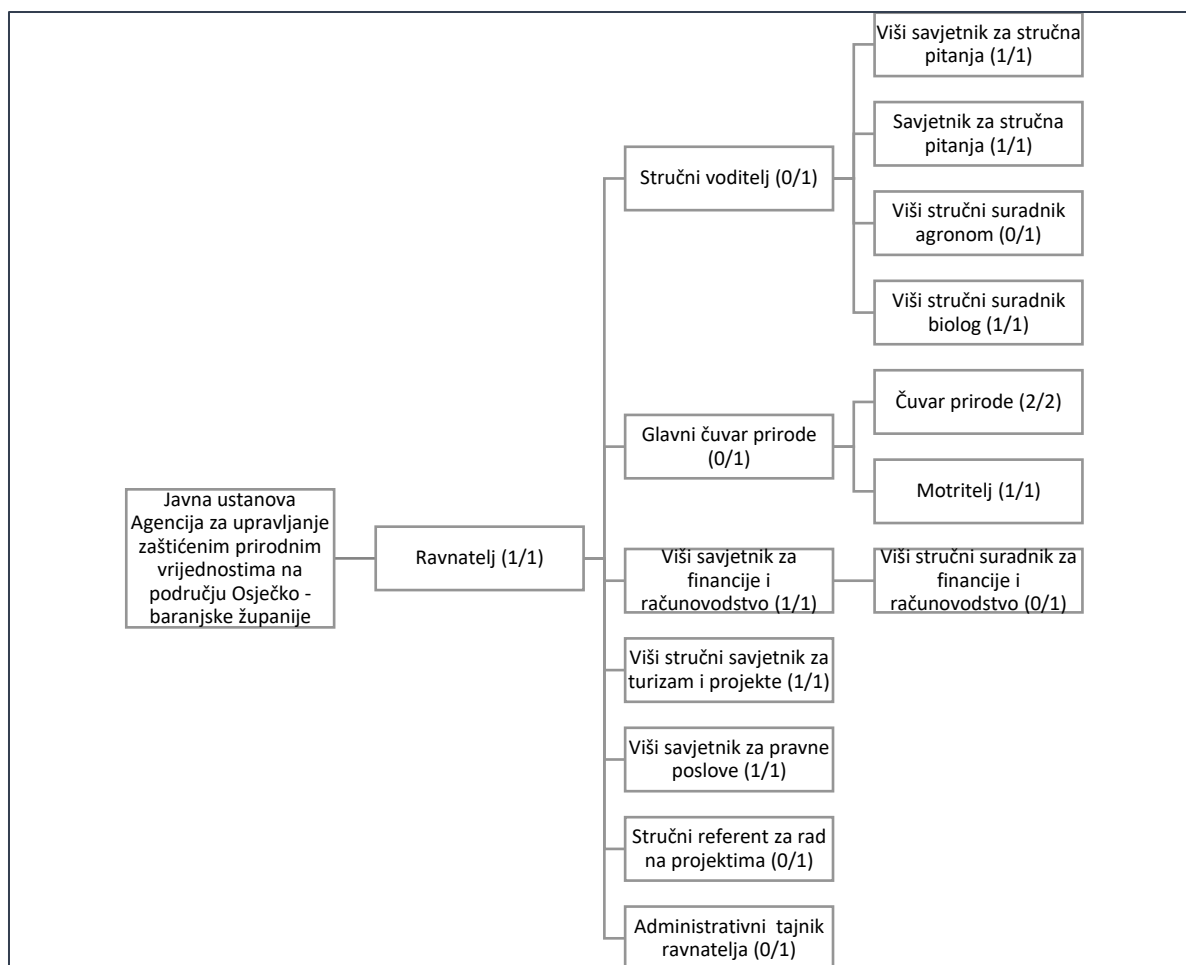 Javna ustanova
Agencija za upravljanje
zaštićenim prirodnim
vrijednostima na
području Osječko -
baranjske županije
Ravnatelj (1/1)
Stručni voditelj (0/1)
Viši savjetnik za stručna
pitanja (1/1)
Savjetnik za stručna
pitanja (1/1)
Viši stručni suradnik
agronom (0/1)
Viši stručni suradnik
biolog (1/1)
Glavni čuvar prirode
(0/1)
Čuvar prirode (2/2)
Motritelj (1/1)
Viši savjetnik za
financije i
računovodstvo (1/1)
Viši stručni suradnik za
financije i
računovodstvo (0/1)
Viši stručni savjetnik za
turizam i projekte (1/1)
Viši savjetnik za pravne
poslove (1/1)
Stručni referent za rad
na projektima (0/1)
Administrativni  tajnik
ravnatelja (0/1)